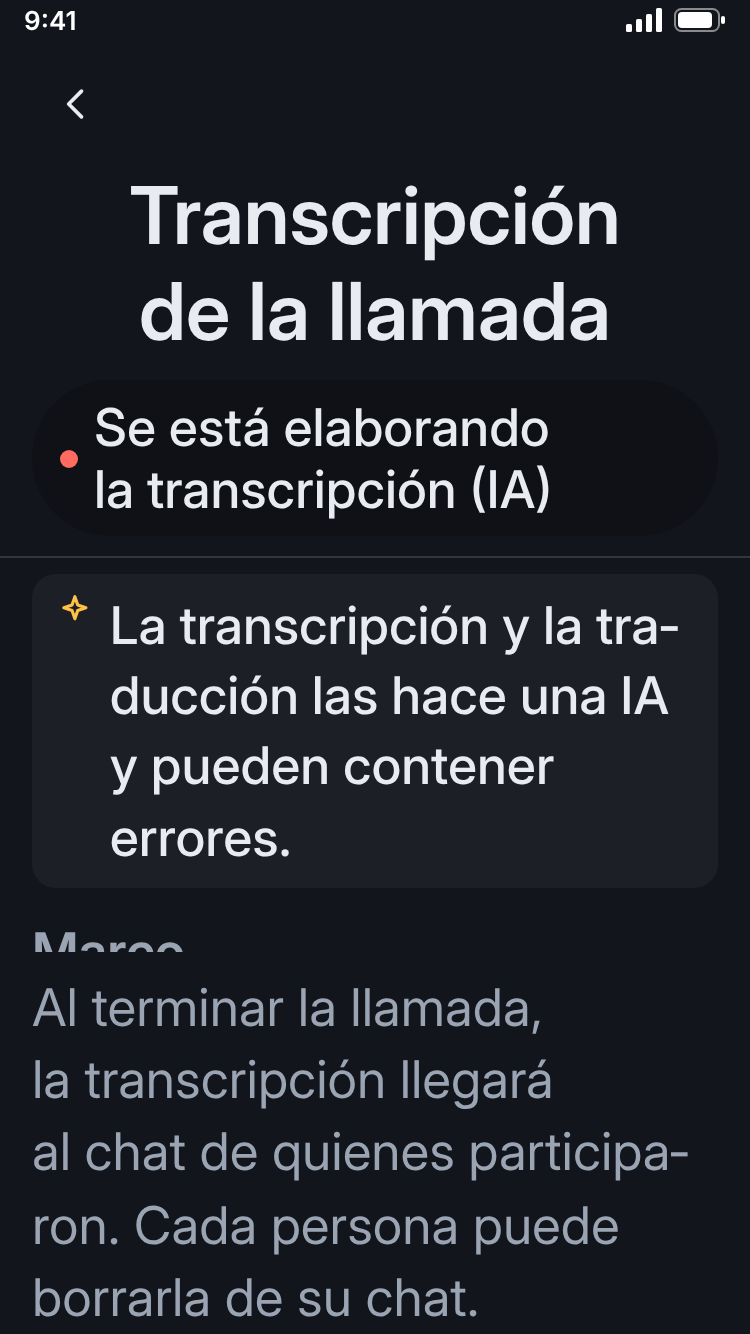 9:41
Transcripción
de la llamada
Se está elaborando
la transcripción (IA)
La transcripción y la tra-
ducción las hace una IA
y pueden contener
errores.
Al terminar la llamada,
la transcripción llegará
al chat de quienes participa-
ron. Cada persona puede
borrarla de su chat.